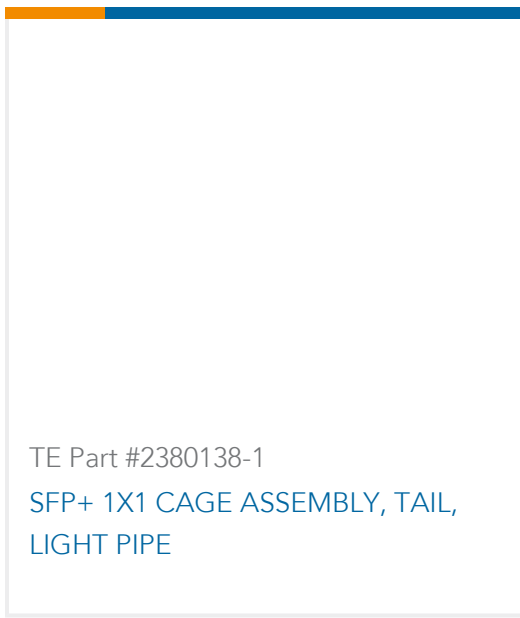 TE Part #2380138-1
SFP+ 1X1 CAGE ASSEMBLY, TAIL,
LIGHT PIPE